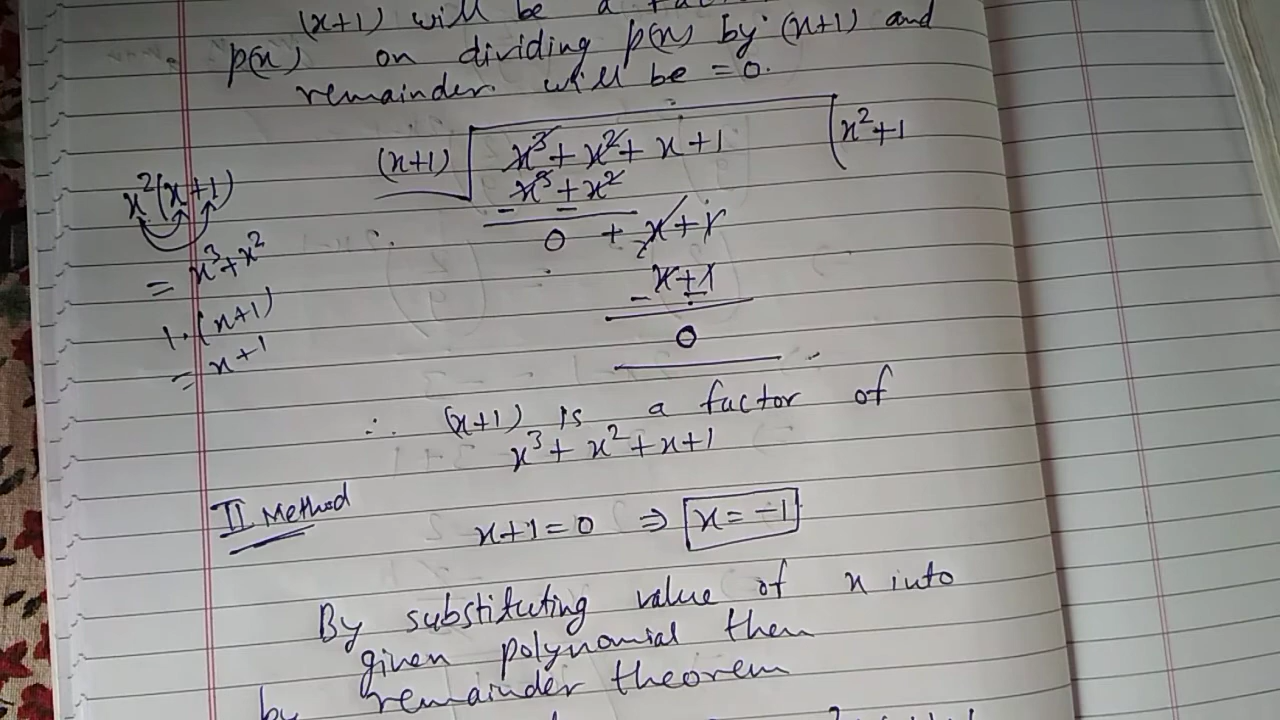 (x+1) will be a
p(x) on dividing p(x) by (x+1) and
remainder will be = 0.
(x+1) x³ + x² + x + 1 x²+1
x³ + x²
- -
0 + x + 1
x + 1
- -
0
x²(x+1)
= x³+x²
1.(x+1)
= x+1
∴ (x+1) is a factor of
x³ + x² + x+1
II Method
x+1=0 ⇒ x = -1
By substituting value of x into
given polynomial then
by remainder theorem